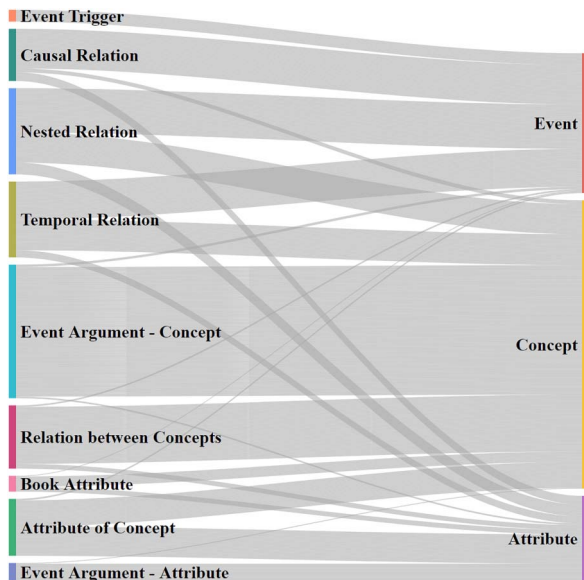 Event Trigger
Causal Relation
Nested Relation
Temporal Relation
Event Argument - Concept
Relation between Concepts
Book Attribute
Attribute of Concept
Event Argument - Attribute
Event
Concept
Attribute